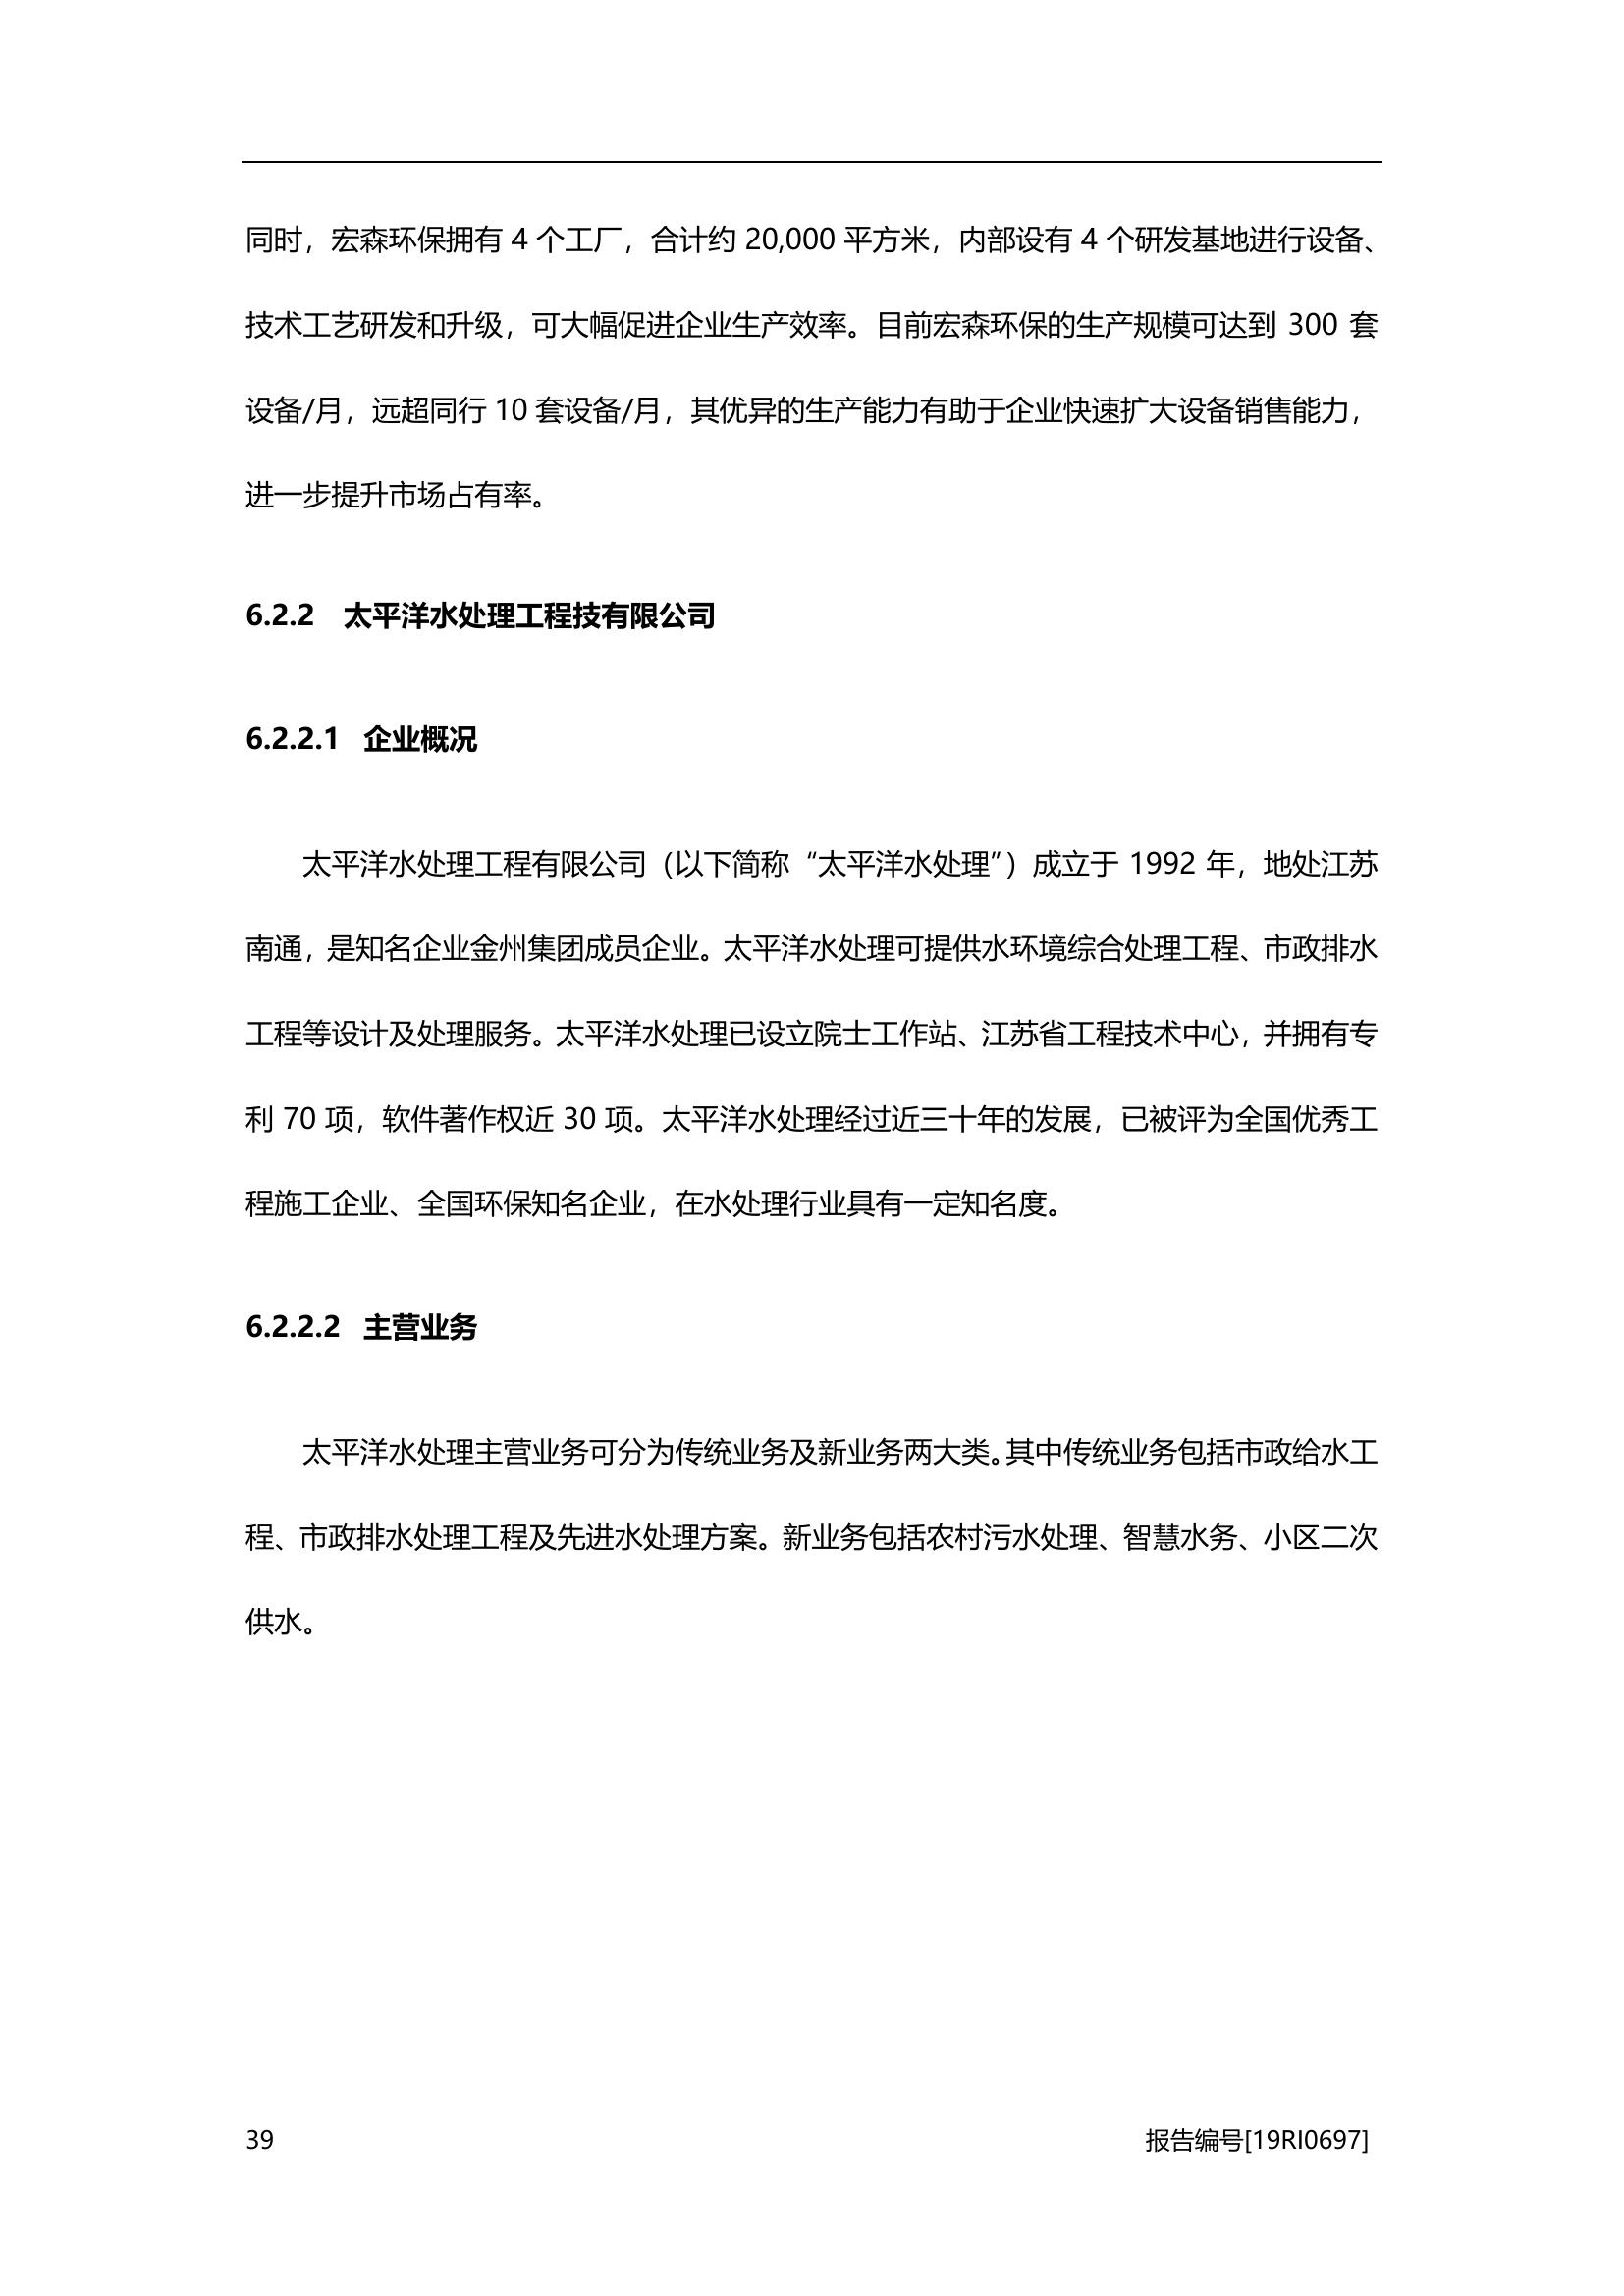 同时，宏森环保拥有 4 个工厂，合计约 20,000 平方米，内部设有 4 个研发基地进行设备、
技术工艺研发和升级，可大幅促进企业生产效率。目前宏森环保的生产规模可达到 300 套
设备/月，远超同行 10 套设备/月，其优异的生产能力有助于企业快速扩大设备销售能力，
进一步提升市场占有率。
6.2.2 太平洋水处理工程技有限公司
6.2.2.1 企业概况
太平洋水处理工程有限公司（以下简称“太平洋水处理”）成立于 1992 年，地处江苏
南通，是知名企业金州集团成员企业。太平洋水处理可提供水环境综合处理工程、市政排水
工程等设计及处理服务。太平洋水处理已设立院士工作站、江苏省工程技术中心，并拥有专
利 70 项，软件著作权近 30 项。太平洋水处理经过近三十年的发展，已被评为全国优秀工
程施工企业、全国环保知名企业，在水处理行业具有一定知名度。
6.2.2.2 主营业务
太平洋水处理主营业务可分为传统业务及新业务两大类。其中传统业务包括市政给水工
程、市政排水处理工程及先进水处理方案。新业务包括农村污水处理、智慧水务、小区二次
供水。
39 报告编号[19RI0697]